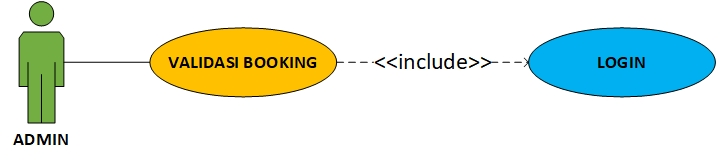 VALIDASI BOOKING
<<include>>
LOGIN
ADMIN